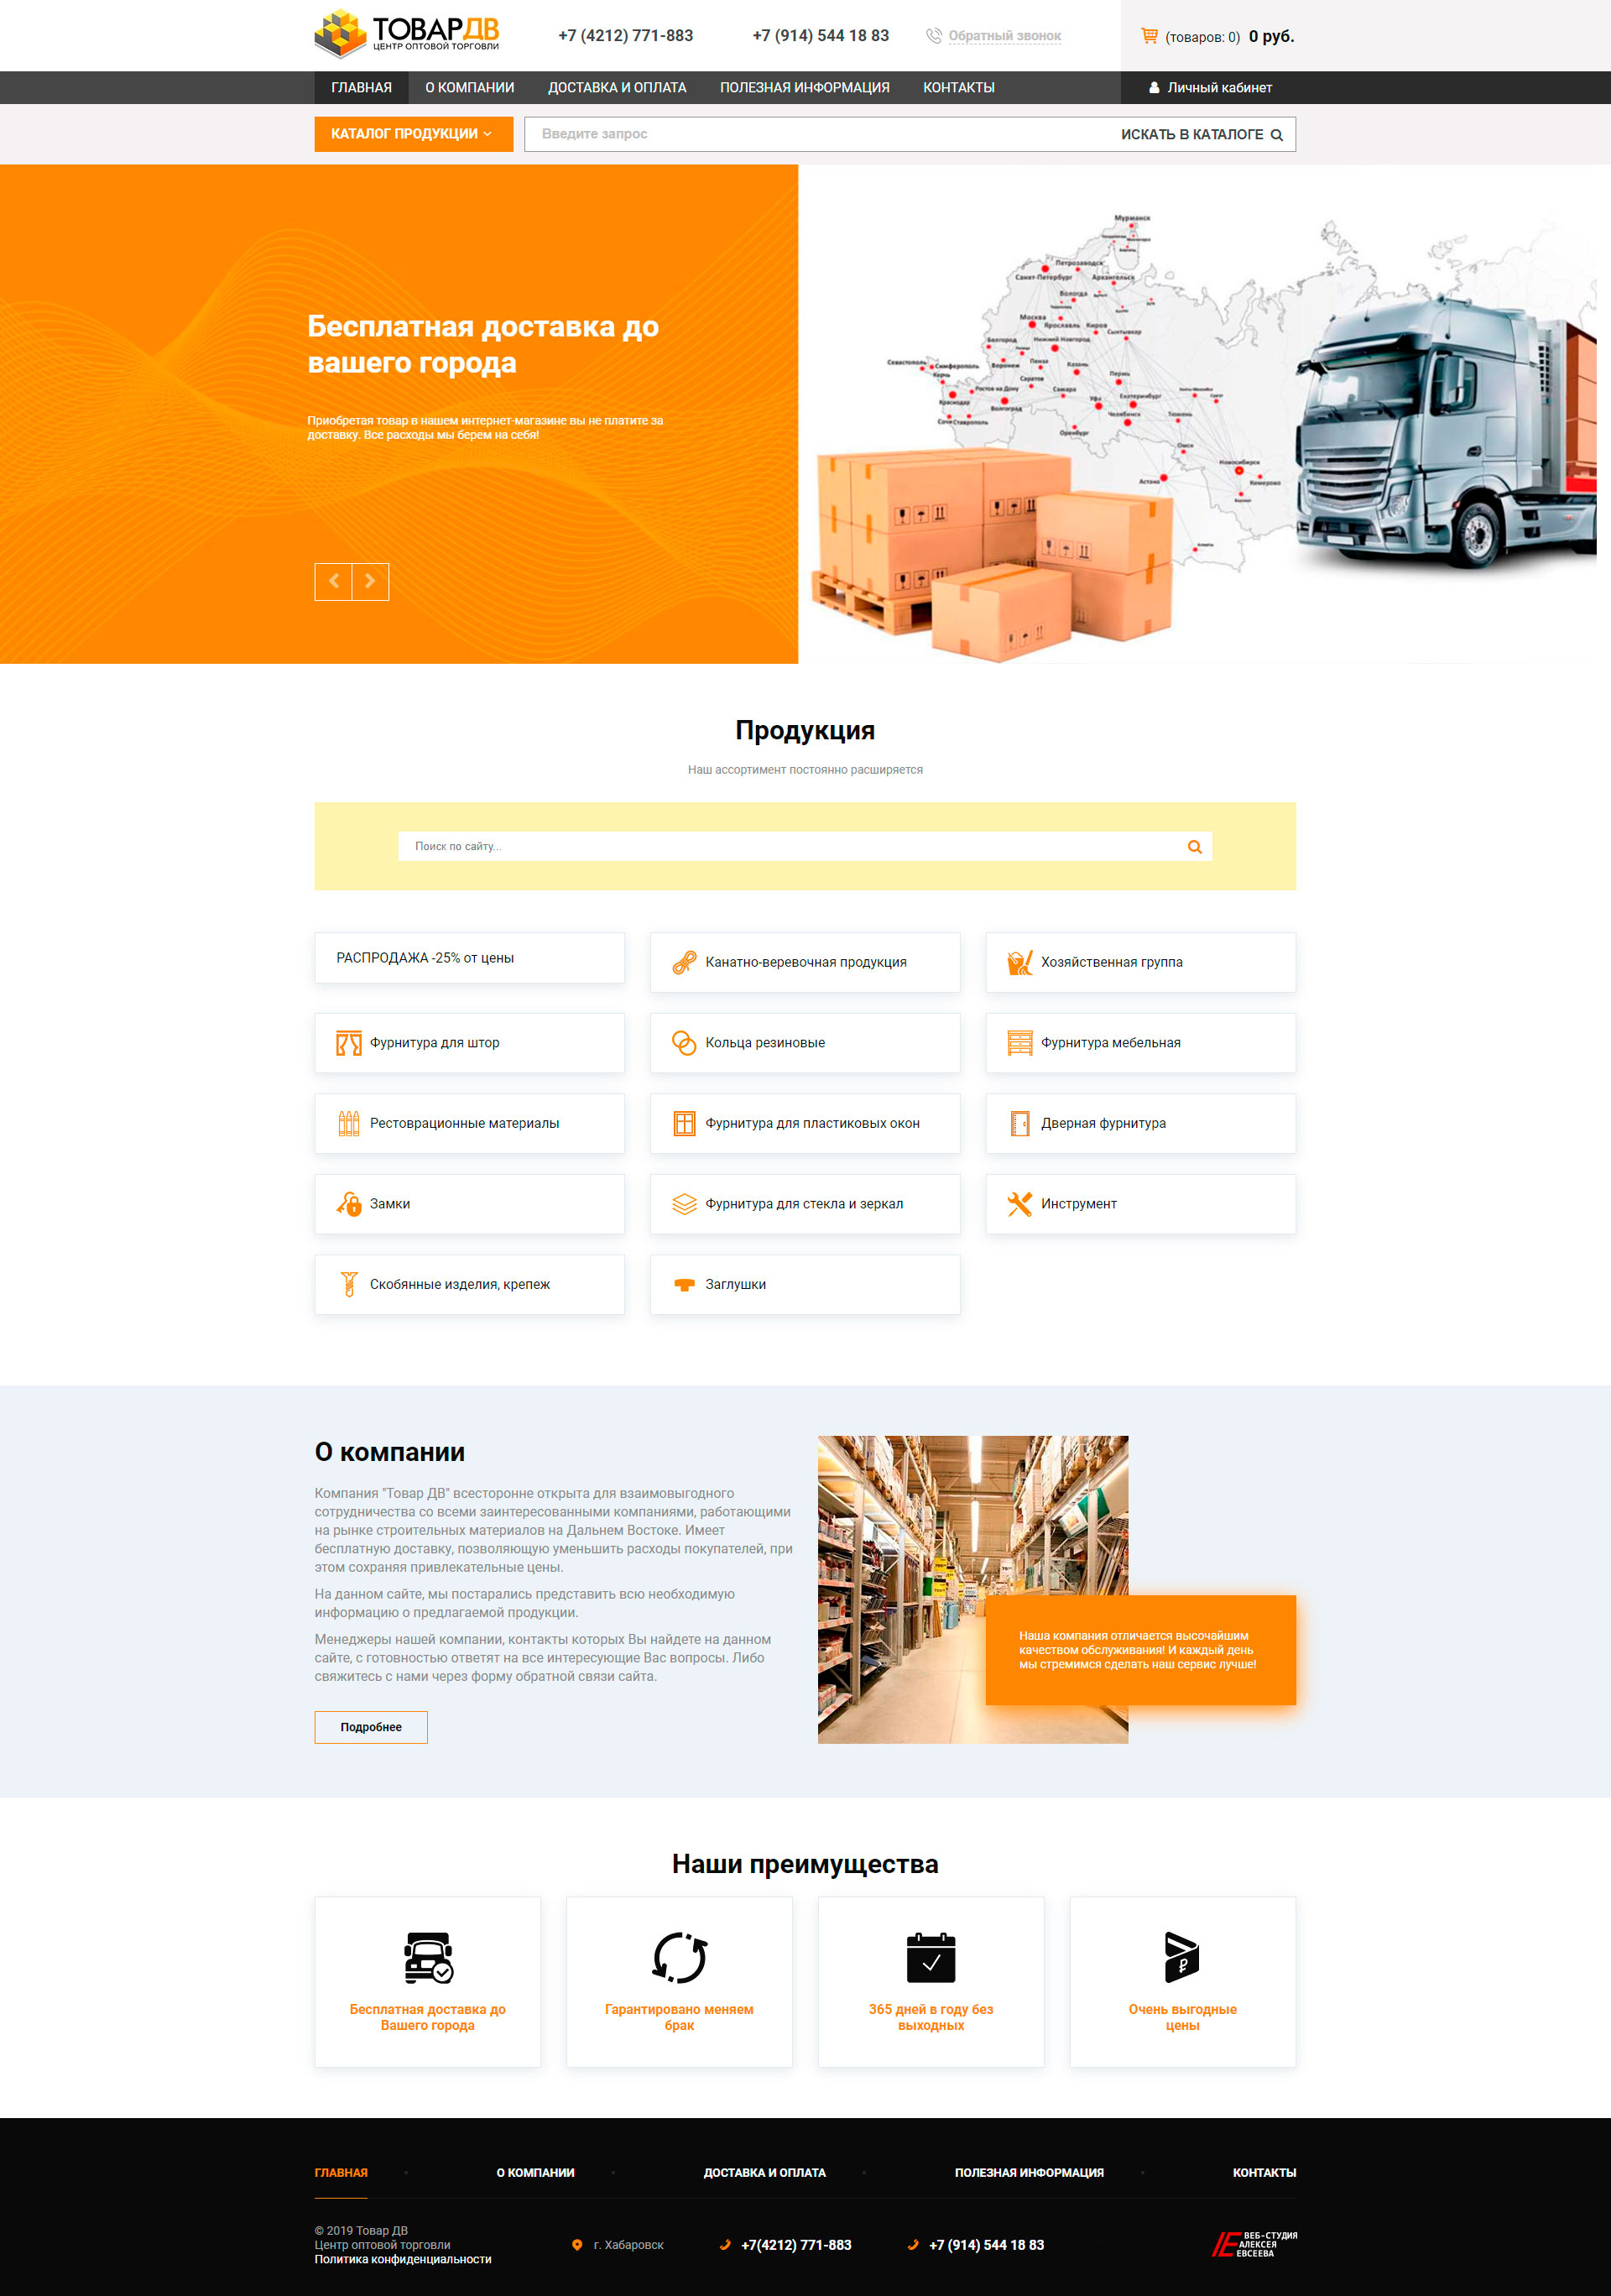 ТОВАРДВ
ЦЕНТР ОПТОВОЙ ТОРГОВЛИ
+7 (4212) 771-883
+7 (914) 544 18 83
Обратный звонок
(товаров: 0) 0 руб.
ГЛАВНАЯ
О КОМПАНИИ
ДОСТАВКА И ОПЛАТА
ПОЛЕЗНАЯ ИНФОРМАЦИЯ
КОНТАКТЫ
Личный кабинет
КАТАЛОГ ПРОДУКЦИИ
Введите запрос
ИСКАТЬ В КАТАЛОГЕ
Бесплатная доставка до
вашего города
Приобретая товар в нашем интернет-магазине вы не платите за
доставку. Все расходы мы берем на себя!
Мурманск
Петрозаводск
Санкт-Петербург
Архангельск
Вологда
Москва
Ярославль
Киров
Сыктывкар
Белгород
Нижний Новгород
Севастополь
Симферополь
Воронеж
Пенза
Казань
Керчь
Саратов
Пермь
Ростов на Дону
Самара
Краснодар
Волгоград
Уфа
Екатеринбург
Челябинск
Тюмень
Сочи
Ставрополь
Оренбург
Омск
Новосибирск
Астана
Кемерово
Продукция
Наш ассортимент постоянно расширяется
Поиск по сайту...
РАСПРОДАЖА -25% от цены
Канатно-веревочная продукция
Хозяйственная группа
Фурнитура для штор
Кольца резиновые
Фурнитура мебельная
Рестоврационные материалы
Фурнитура для пластиковых окон
Дверная фурнитура
Замки
Фурнитура для стекла и зеркал
Инструмент
Скобянные изделия, крепеж
Заглушки
О компании
Компания "Товар ДВ" всесторонне открыта для взаимовыгодного
сотрудничества со всеми заинтересованными компаниями, работающими
на рынке строительных материалов на Дальнем Востоке. Имеет
бесплатную доставку, позволяющую уменьшить расходы покупателей, при
этом сохраняя привлекательные цены.
На данном сайте, мы постарались представить всю необходимую
информацию о предлагаемой продукции.
Менеджеры нашей компании, контакты которых Вы найдете на данном
сайте, с готовностью ответят на все интересующие Вас вопросы. Либо
свяжитесь с нами через форму обратной связи сайта.
Подробнее
Наша компания отличается высочайшим
качеством обслуживания! И каждый день
мы стремимся сделать наш сервис лучше!
Наши преимущества
Бесплатная доставка до
Вашего города
Гарантировано меняем
брак
365 дней в году без
выходных
Очень выгодные
цены
ГЛАВНАЯ
О КОМПАНИИ
ДОСТАВКА И ОПЛАТА
ПОЛЕЗНАЯ ИНФОРМАЦИЯ
КОНТАКТЫ
© 2019 Товар ДВ
Центр оптовой торговли
Политика конфиденциальности
г. Хабаровск
+7(4212) 771-883
+7 (914) 544 18 83
ВЕБ-СТУДИЯ
АЛЕКСЕЯ
ЕВСЕЕВА